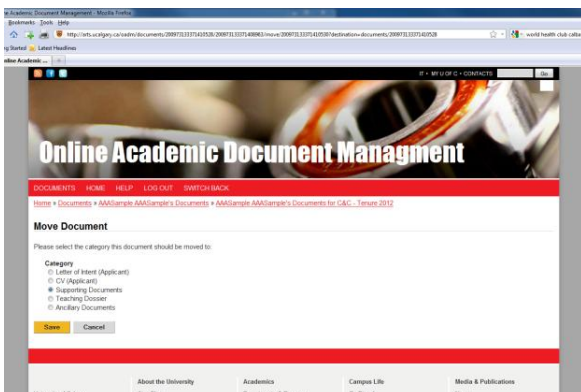 Academic Document Management - Mozilla Firefox
Bookmarks Tools Help
Started Latest Headlines
Online Academic ...
IT • MY U OF C • CONTACTS Go
Online Academic Document Managment
DOCUMENTS HOME HELP LOG OUT SWITCH BACK
Home » Documents » AAASample AAASample's Documents » AAASample AAASample's Documents for C&C - Tenure 2012
Move Document
Please select the category this document should be moved to
Category
Letter of Intent (Applicant)
CV (Applicant)
Supporting Documents
Teaching Dossier
Ancillary Documents
Save Cancel
About the University Academics Campus Life Media & Publications